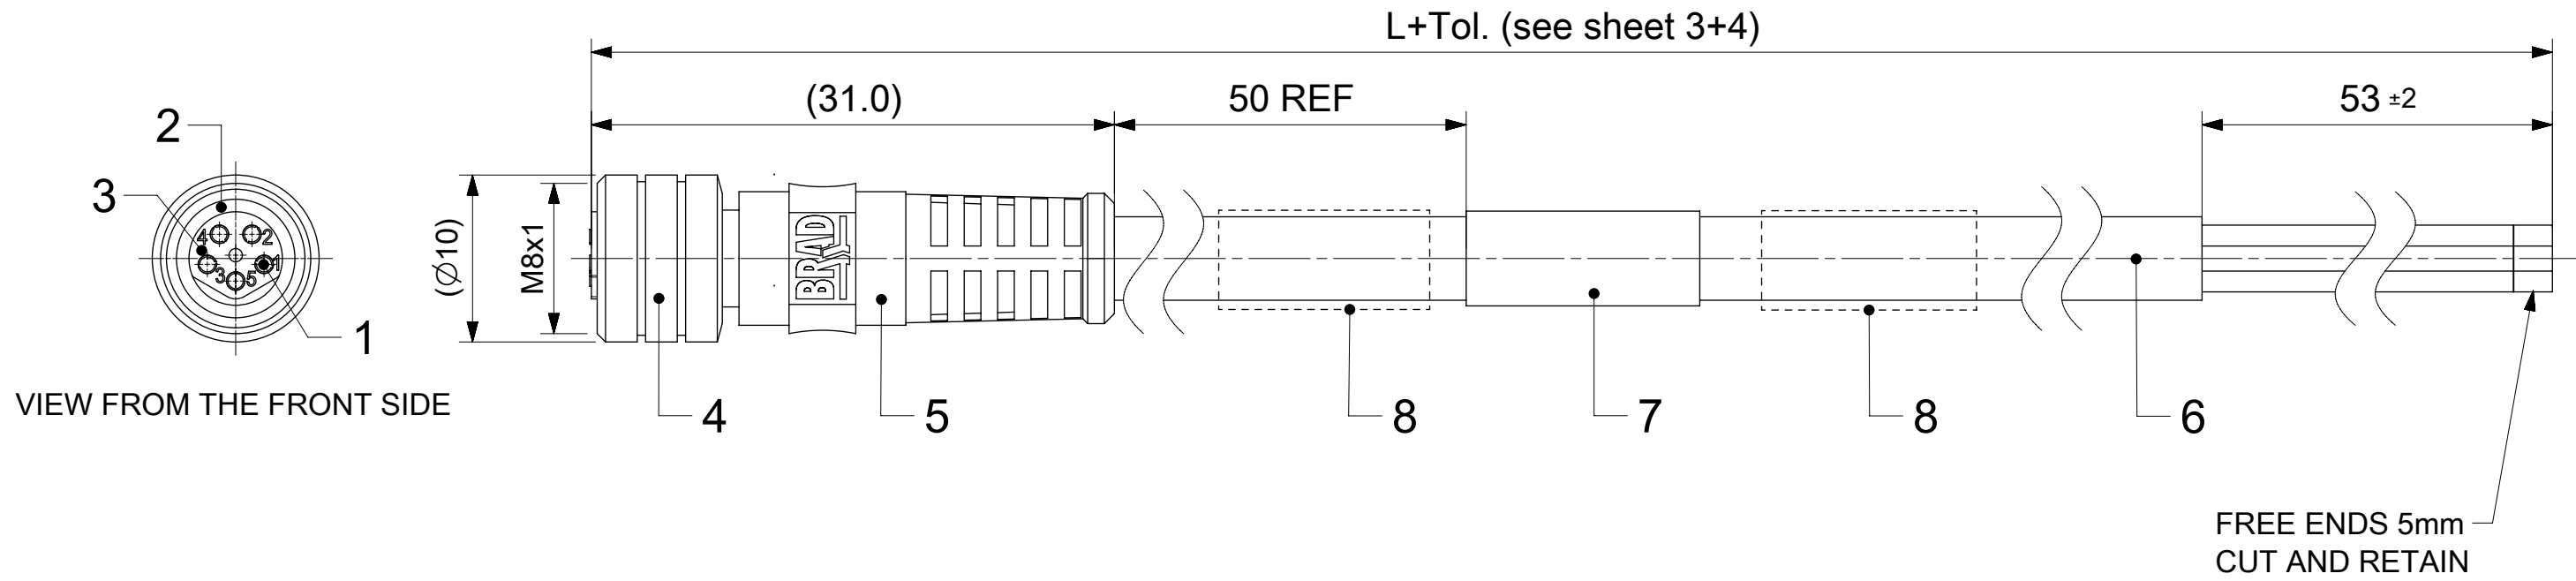 L+Tol. (see sheet 3+4)
(31.0)
50 REF
53 ±2
2
3
4 2
3 1
5
1
(∅10)
M8x1
BRAD
VIEW FROM THE FRONT SIDE
4
5
8
7
8
6
FREE ENDS 5mm
CUT AND RETAIN